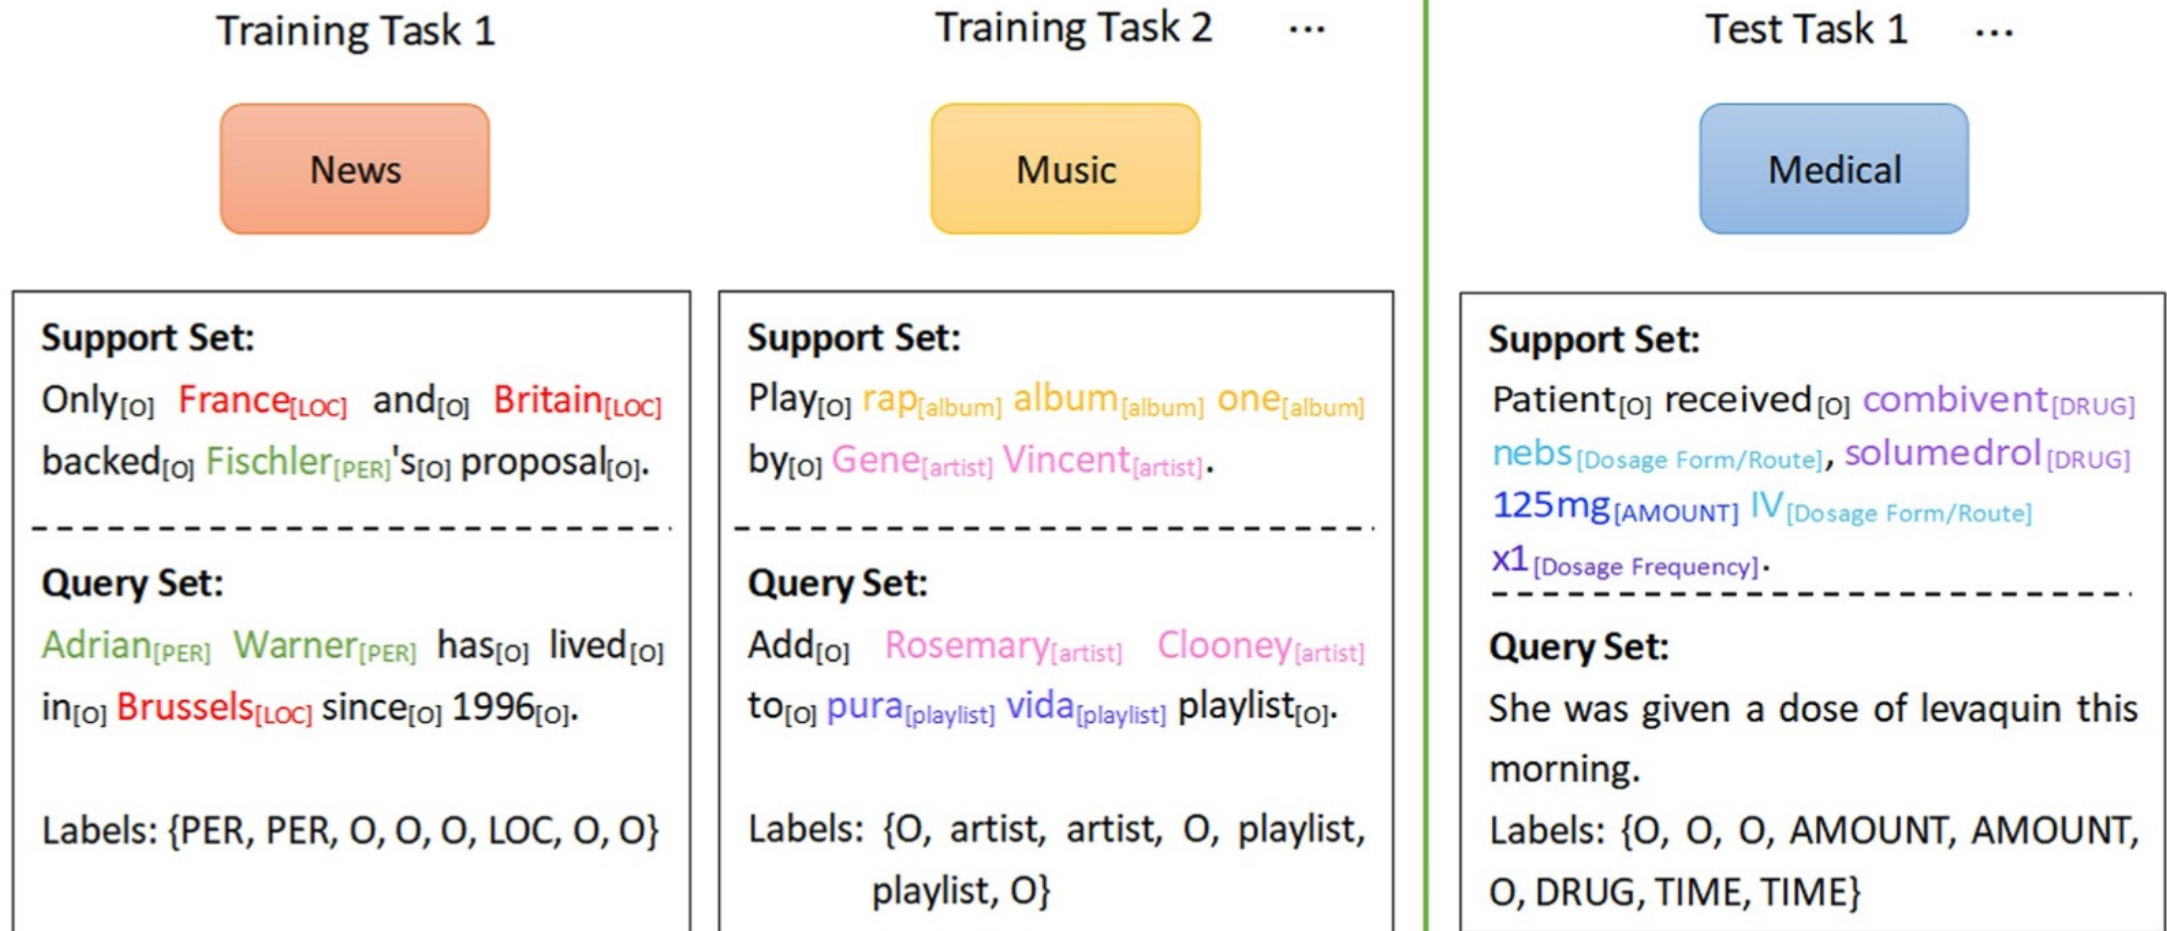 Training Task 1
Training Task 2 ...
Test Task 1 ...
News
Music
Medical
Support Set:
Only[O] France[LOC] and[O] Britain[LOC]
backed[O] Fischler[PER]'s[O] proposal[O].
Query Set:
Adrian[PER] Warner[PER] has[O] lived[O]
in[O] Brussels[LOC] since[O] 1996[O].
Labels: {PER, PER, O, O, O, LOC, O, O}
Support Set:
Play[O] rap[album] album[album] one[album]
by[O] Gene[artist] Vincent[artist].
Query Set:
Add[O] Rosemary[artist] Clooney[artist]
to[O] pura[playlist] vida[playlist] playlist[O].
Labels: {O, artist, artist, O, playlist,
playlist, O}
Support Set:
Patient[O] received[O] combivent[DRUG]
nebs[Dosage Form/Route], solumedrol[DRUG]
125mg[AMOUNT] IV[Dosage Form/Route]
x1[Dosage Frequency].
Query Set:
She was given a dose of levaquin this
morning.
Labels: {O, O, O, AMOUNT, AMOUNT,
O, DRUG, TIME, TIME}